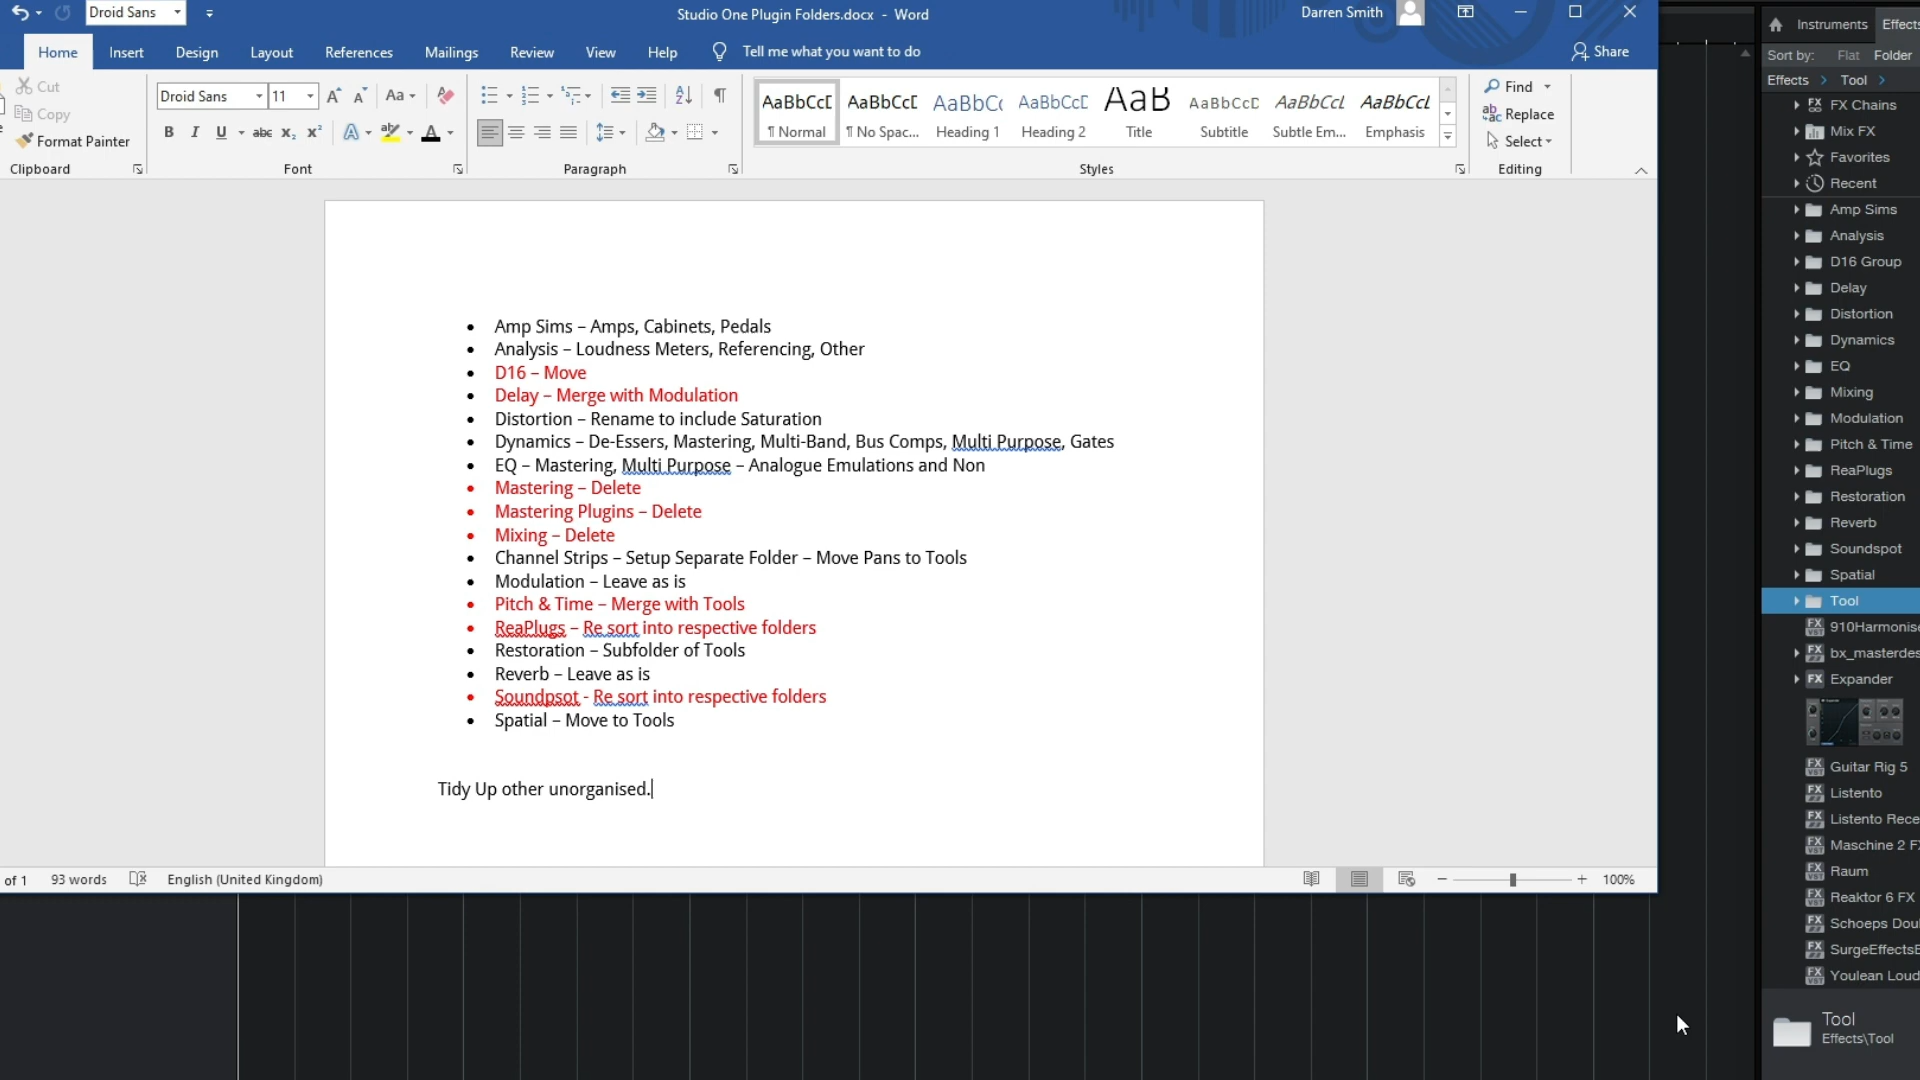 Droid Sans
Studio One Plugin Folders.docx - Word
Darren Smith
Home Insert Design Layout References Mailings Review View Help Tell me what you want to do Share
Cut
Copy
Format Painter
Clipboard
Droid Sans 11
Font
Paragraph
AaBbCcD AaBbCcD AaBbCc AaBbCcD AaB AaBbCcD AaBbCcL AaBbCcL
¶ Normal ¶ No Spac... Heading 1 Heading 2 Title Subtitle Subtle Em... Emphasis
Styles
Find
Replace
Select
Editing
• Amp Sims – Amps, Cabinets, Pedals
• Analysis – Loudness Meters, Referencing, Other
• D16 – Move
• Delay – Merge with Modulation
• Distortion – Rename to include Saturation
• Dynamics – De-Essers, Mastering, Multi-Band, Bus Comps, Multi Purpose, Gates
• EQ – Mastering, Multi Purpose – Analogue Emulations and Non
• Mastering – Delete
• Mastering Plugins – Delete
• Mixing – Delete
• Channel Strips – Setup Separate Folder – Move Pans to Tools
• Modulation – Leave as is
• Pitch & Time – Merge with Tools
• ReaPlugs – Re sort into respective folders
• Restoration – Subfolder of Tools
• Reverb – Leave as is
• Soundpsot - Re sort into respective folders
• Spatial – Move to Tools
Tidy Up other unorganised.
of 1 93 words English (United Kingdom) 100%
Instruments Effects
Sort by: Flat Folder
Effects > Tool >
FX Chains
Mix FX
Favorites
Recent
Amp Sims
Analysis
D16 Group
Delay
Distortion
Dynamics
EQ
Mixing
Modulation
Pitch & Time
ReaPlugs
Restoration
Reverb
Soundspot
Spatial
Tool
910Harmonise
bx_masterdes
Expander
Guitar Rig 5
Listento
Listento Rece
Maschine 2 F
Raum
Reaktor 6 FX
Schoeps Dou
SurgeEffects
Youlean Loud
Tool
Effects\Tool